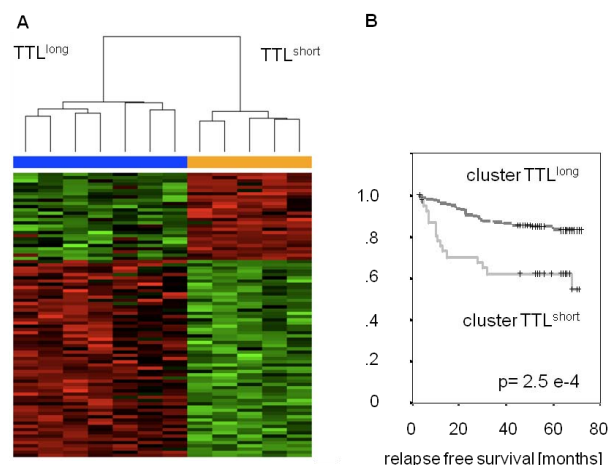 A
TTLlong
TTLshort
B
cluster TTLlong
1.0
.8
.6
cluster TTLshort
.4
.2
p= 2.5 e-4
0
0 20 40 60 80
relapse free survival [months]